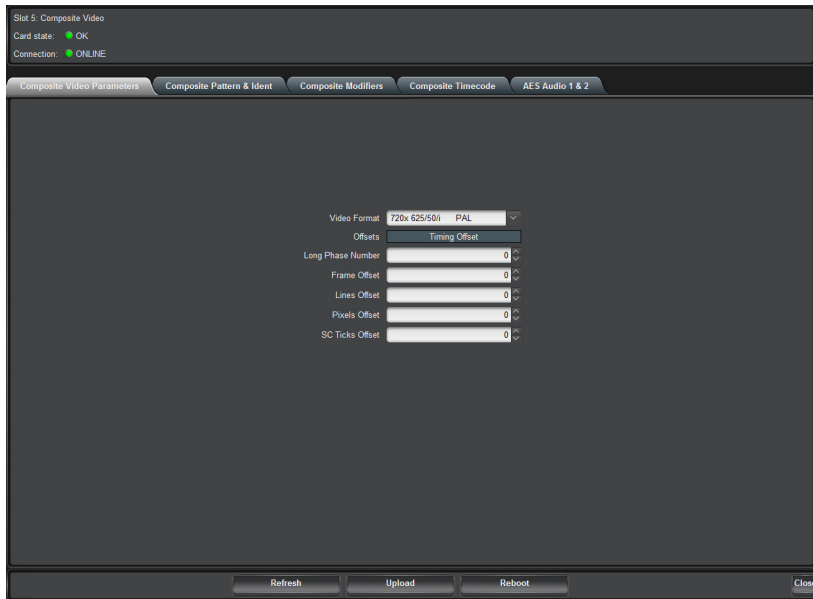 Slot 5: Composite Video
Card state: OK
Connection: ONLINE
Composite Video Parameters Composite Pattern & Ident Composite Modifiers Composite Timecode AES Audio 1 & 2
Video Format 720x 625/50/i PAL
Offsets Timing Offset
Long Phase Number 0
Frame Offset 0
Lines Offset 0
Pixels Offset 0
SC Ticks Offset 0
Refresh Upload Reboot Close